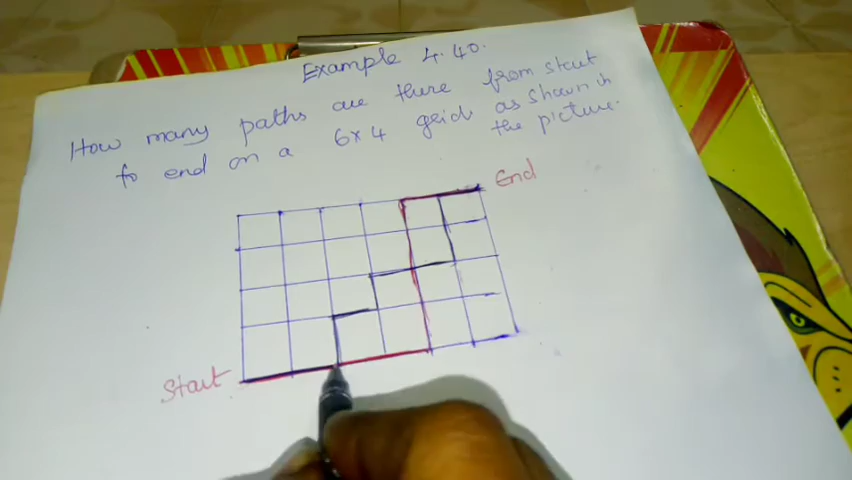 Example 4.40.
How many paths are there from start
to end on a 6x4 grid as shown in
the picture.
End
Start